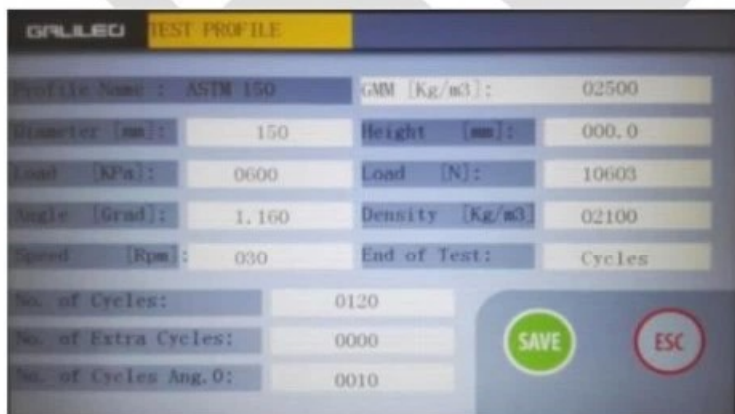 GALILEO TEST PROFILE
Profile Name : ASTM 150 GMM [Kg/m3]: 02500
Diameter [mm]: 150 Height [mm]: 000.0
Load [KPa]: 0600 Load [N]: 10603
Angle [Grad]: 1.160 Density [Kg/m3] 02100
Speed [Rpm]: 030 End of Test: Cycles
No. of Cycles: 0120
No. of Extra Cycles: 0000
No. of Cycles Ang.0: 0010
SAVE ESC